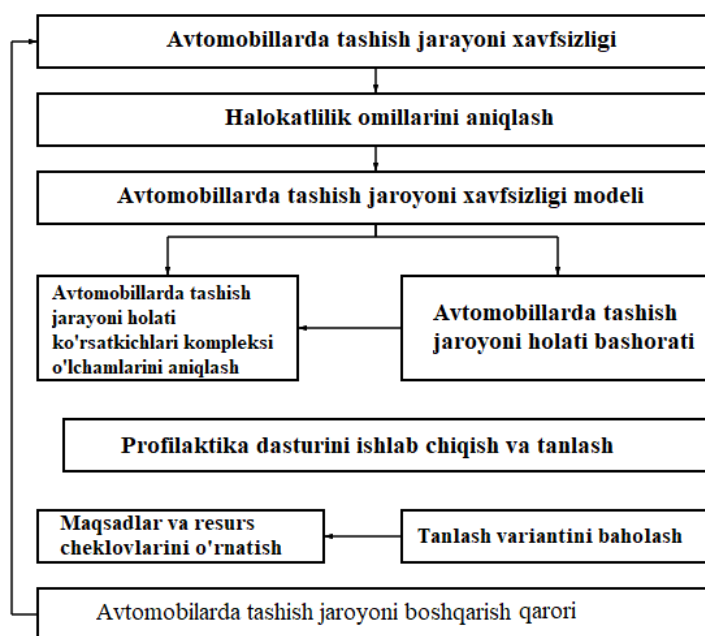 Avtomobillarda tashish jarayoni xavfsizligi
Halokatlilik omillarini aniqlash
Avtomobillarda tashish jaroyoni xavfsizligi modeli
Avtomobillarda tashish
jarayoni holati
ko'rsatkichlari kompleksi
o'lchamlarini aniqlash
Avtomobillarda tashish
jaroyoni holati bashorati
Profilaktika dasturini ishlab chiqish va tanlash
Maqsadlar va resurs
cheklovlarini o'rnatish
Tanlash variantini baholash
Avtomobilarda tashish jaroyoni boshqarish qarori